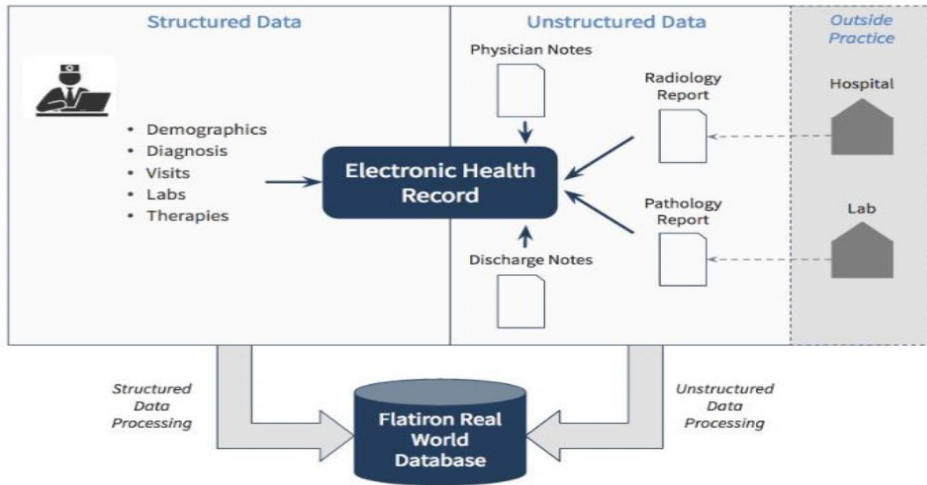 Structured Data
Unstructured Data
Outside
Practice
Physician Notes
Radiology
Report
Hospital
• Demographics
• Diagnosis
• Visits
• Labs
• Therapies
Electronic Health
Record
Pathology
Report
Lab
Discharge Notes
Structured
Data
Processing
Flatiron Real
World
Database
Unstructured
Data
Processing